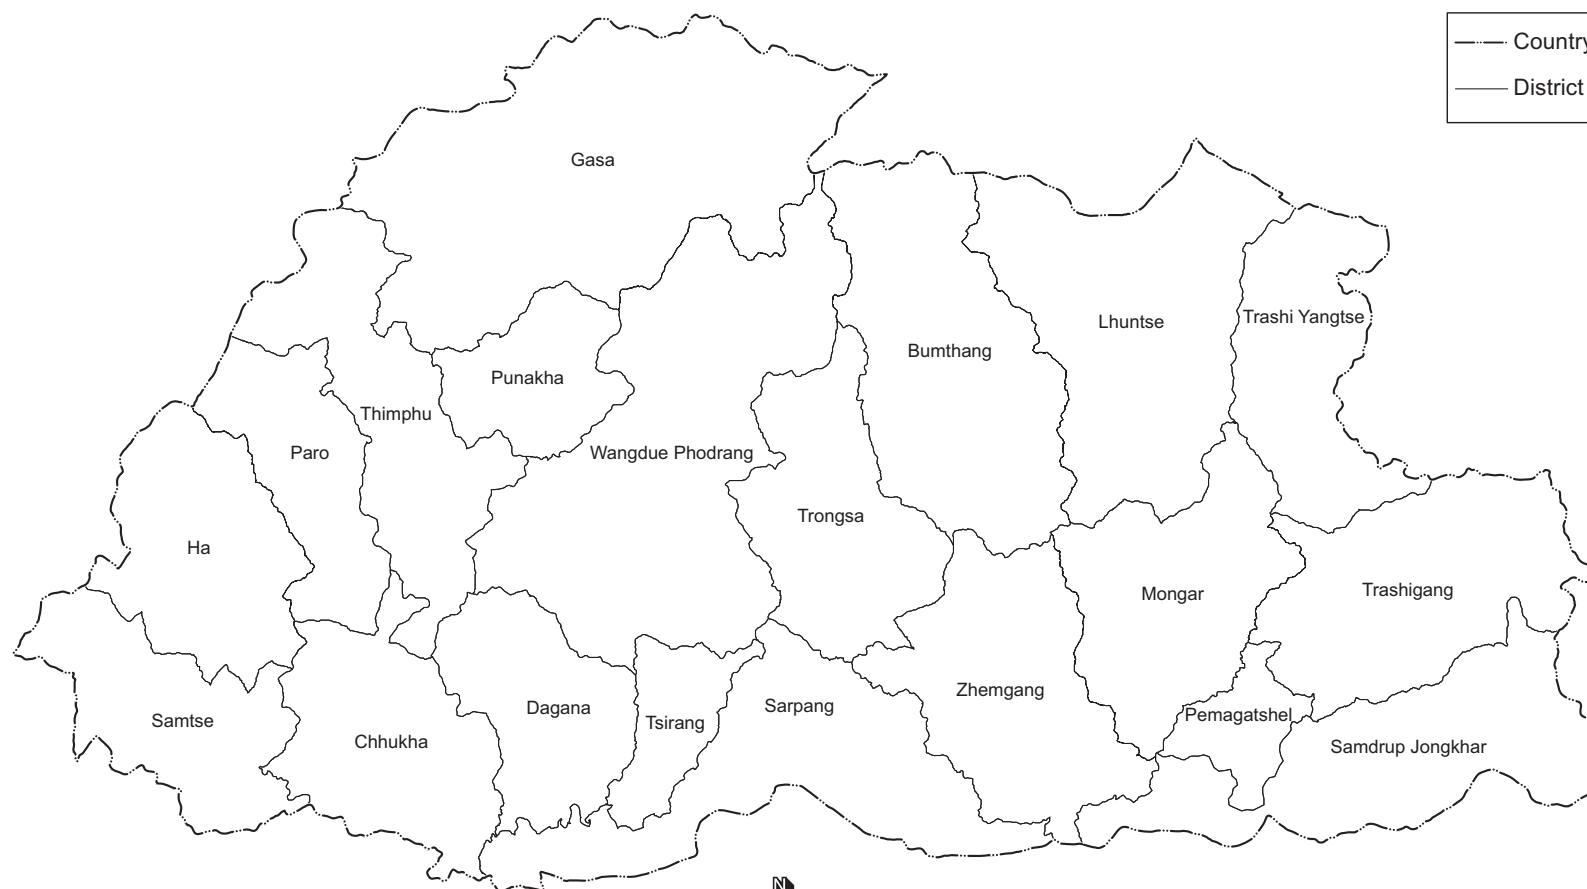 Country
District
Gasa
Lhuntse
Trashi Yangtse
Bumthang
Punakha
Thimphu
Paro
Wangdue Phodrang
Trongsa
Ha
Mongar
Trashigang
Zhemgang
Dagana
Sarpang
Pemagatshel
Samtse
Tsirang
Chhukha
Samdrup Jongkhar
N